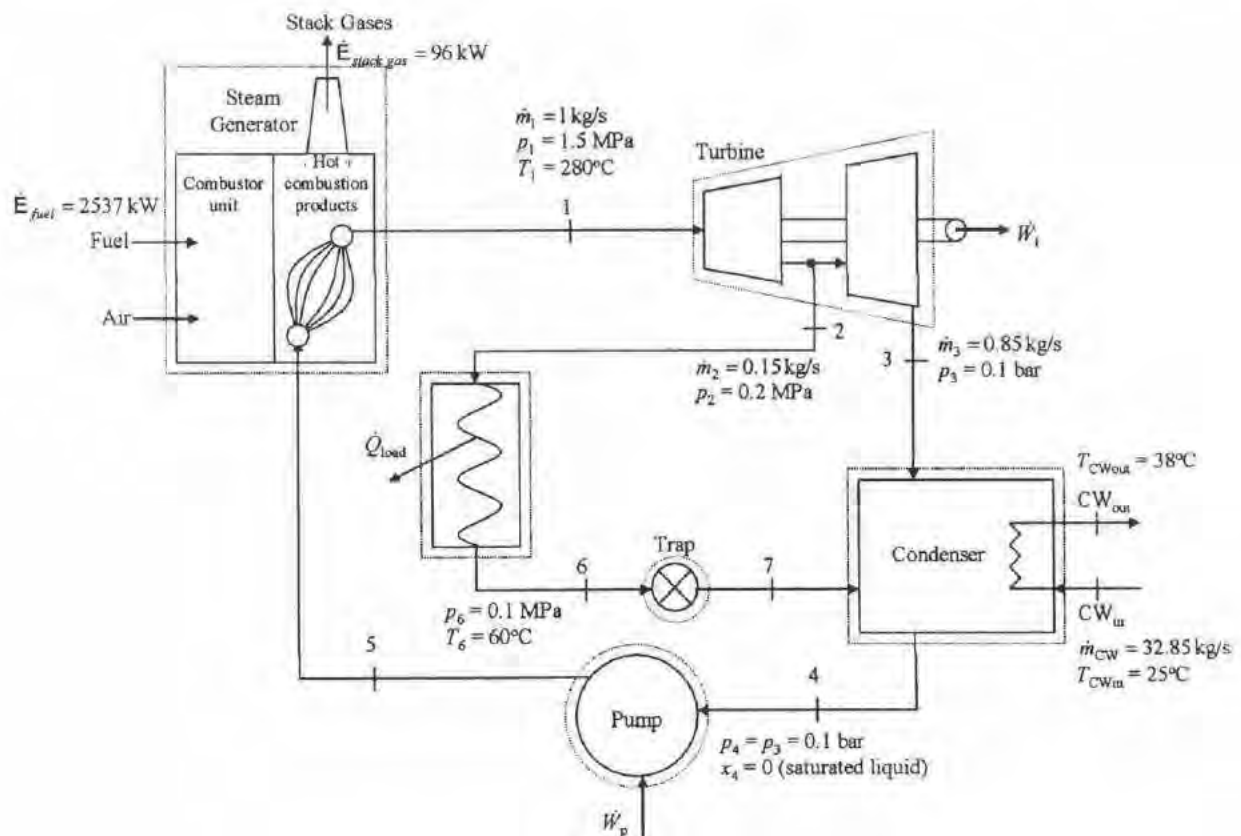 Stack Gases
Ė_stack gas = 96 kW
Steam
Generator
Hot
combustion
products
Combustor
unit
Ė_fuel = 2537 kW
Fuel
Air
ṁ₁ = 1 kg/s
p₁ = 1.5 MPa
T₁ = 280°C
1
Turbine
Ẇₜ
2
ṁ₂ = 0.15 kg/s
p₂ = 0.2 MPa
3
ṁ₃ = 0.85 kg/s
p₃ = 0.1 bar
Q̇_load
T_CWout = 38°C
CW_out
Condenser
CW_in
ṁ_CW = 32.85 kg/s
T_CWin = 25°C
Trap
6
7
p₆ = 0.1 MPa
T₆ = 60°C
5
4
Pump
p₄ = p₃ = 0.1 bar
x₄ = 0 (saturated liquid)
Ẇ_p